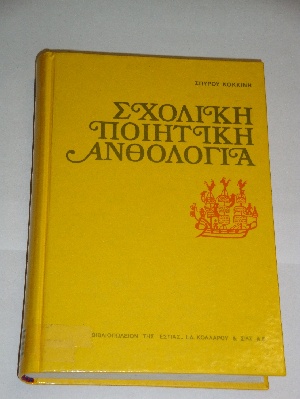 ΣΠΥΡΟΥ ΚΟΚΚΙΝΗ
ΣΧΟΛΙΚΗ
ΠΟΙΗΤΙΚΗ
ΑΝΘΟΛΟΓΙΑ
ΒΙΒΛΙΟΠΩΛΕΙΟΝ ΤΗΣ "ΕΣΤΙΑΣ" Ι.Δ. ΚΟΛΛΑΡΟΥ & ΣΙΑΣ Α.Ε.